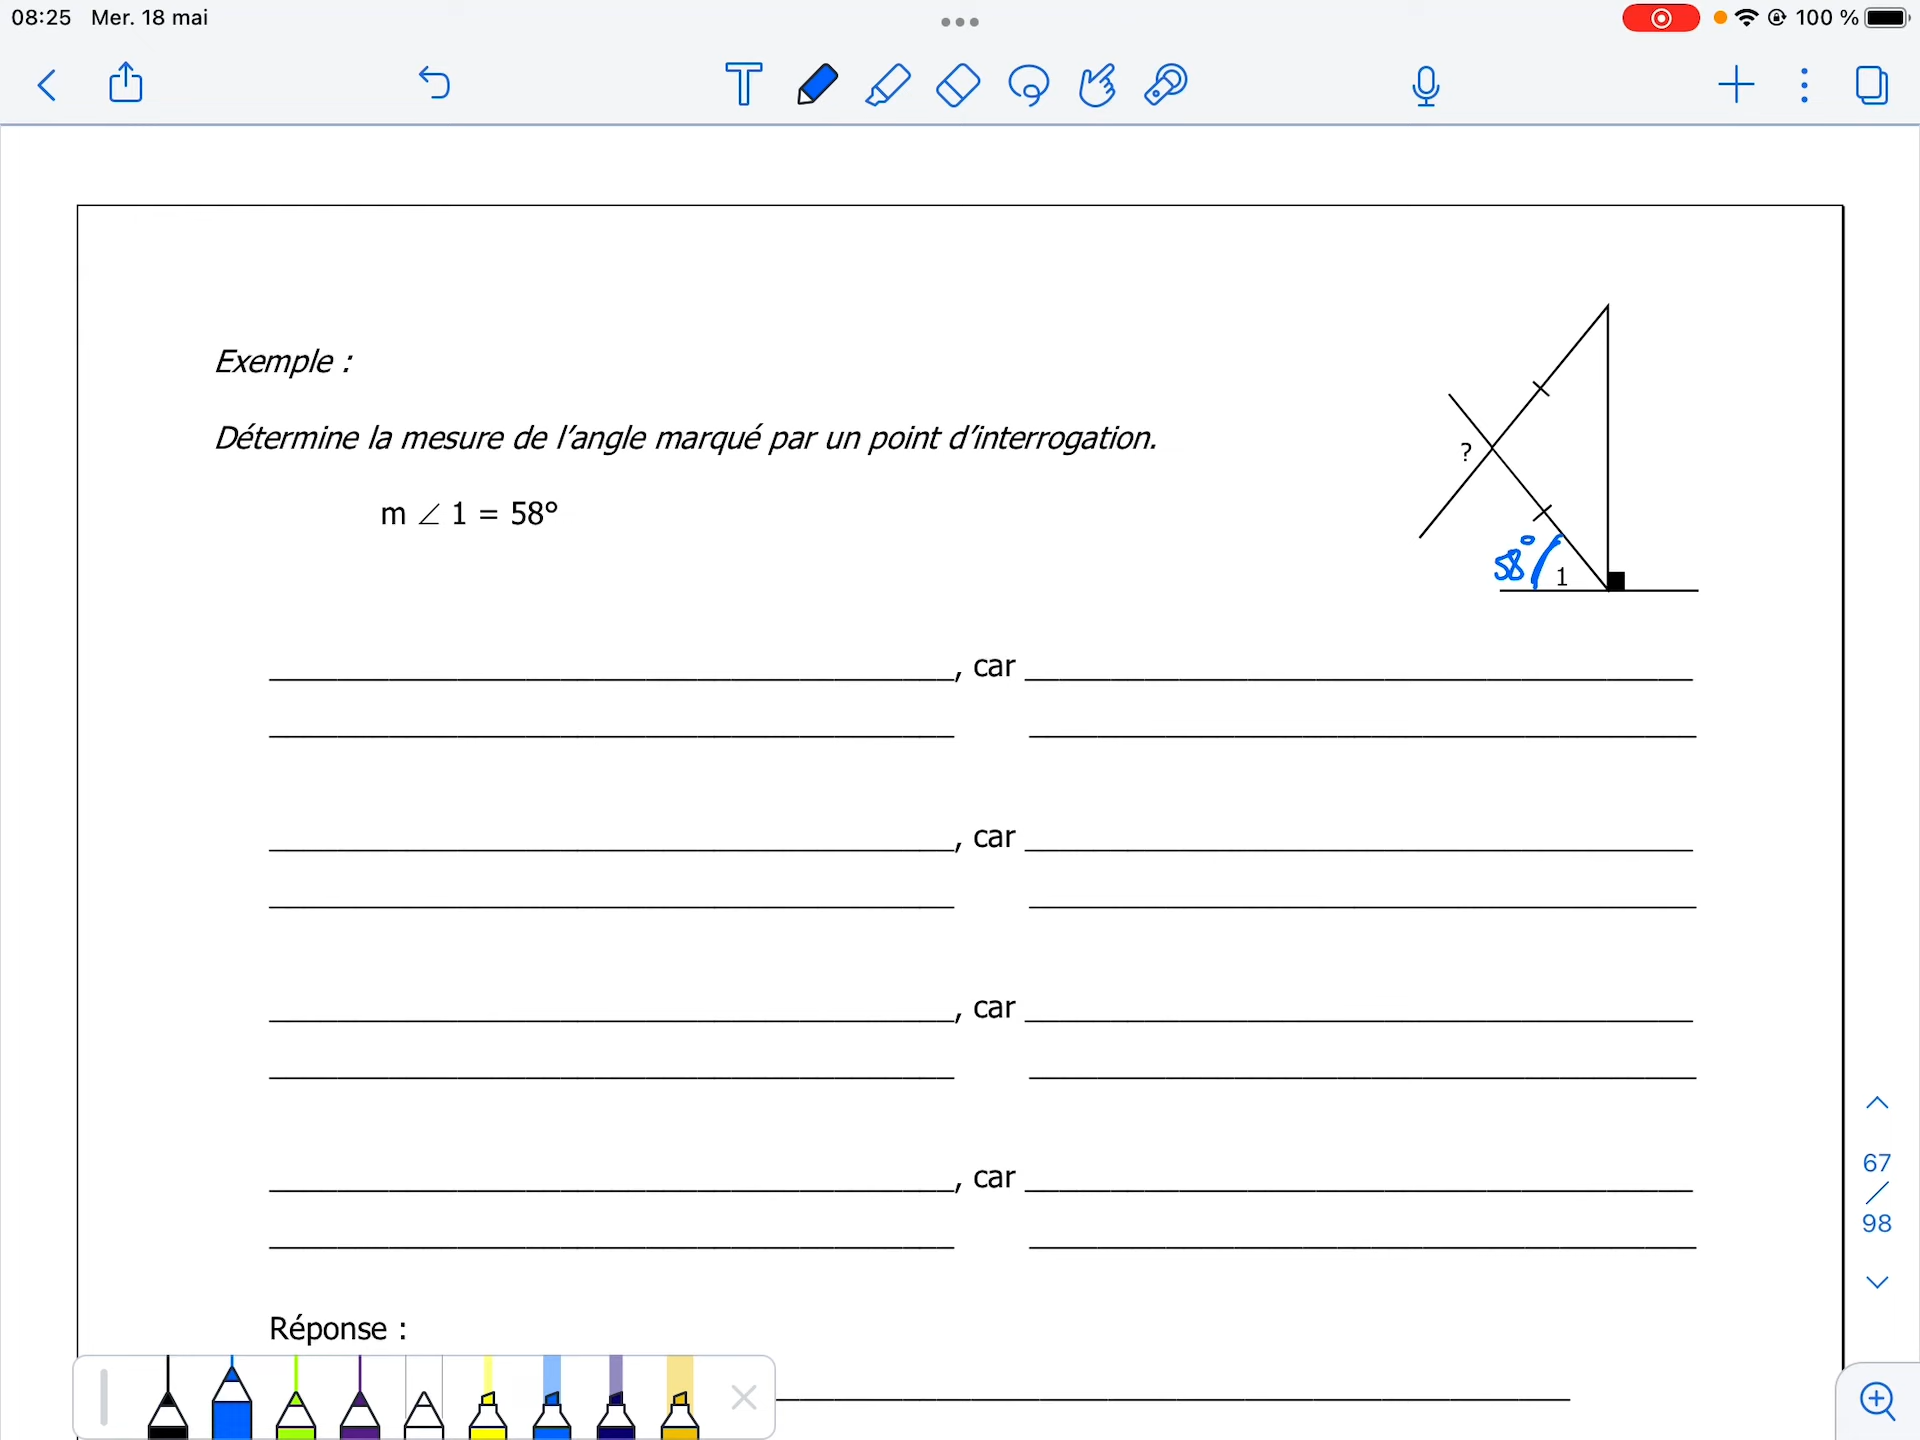 08:25 Mer. 18 mai
100 %
T
Exemple :
Détermine la mesure de l’angle marqué par un point d’interrogation.
m ∠ 1 = 58°
?
58°
1
, car
, car
, car
, car
Réponse :
67
/
98